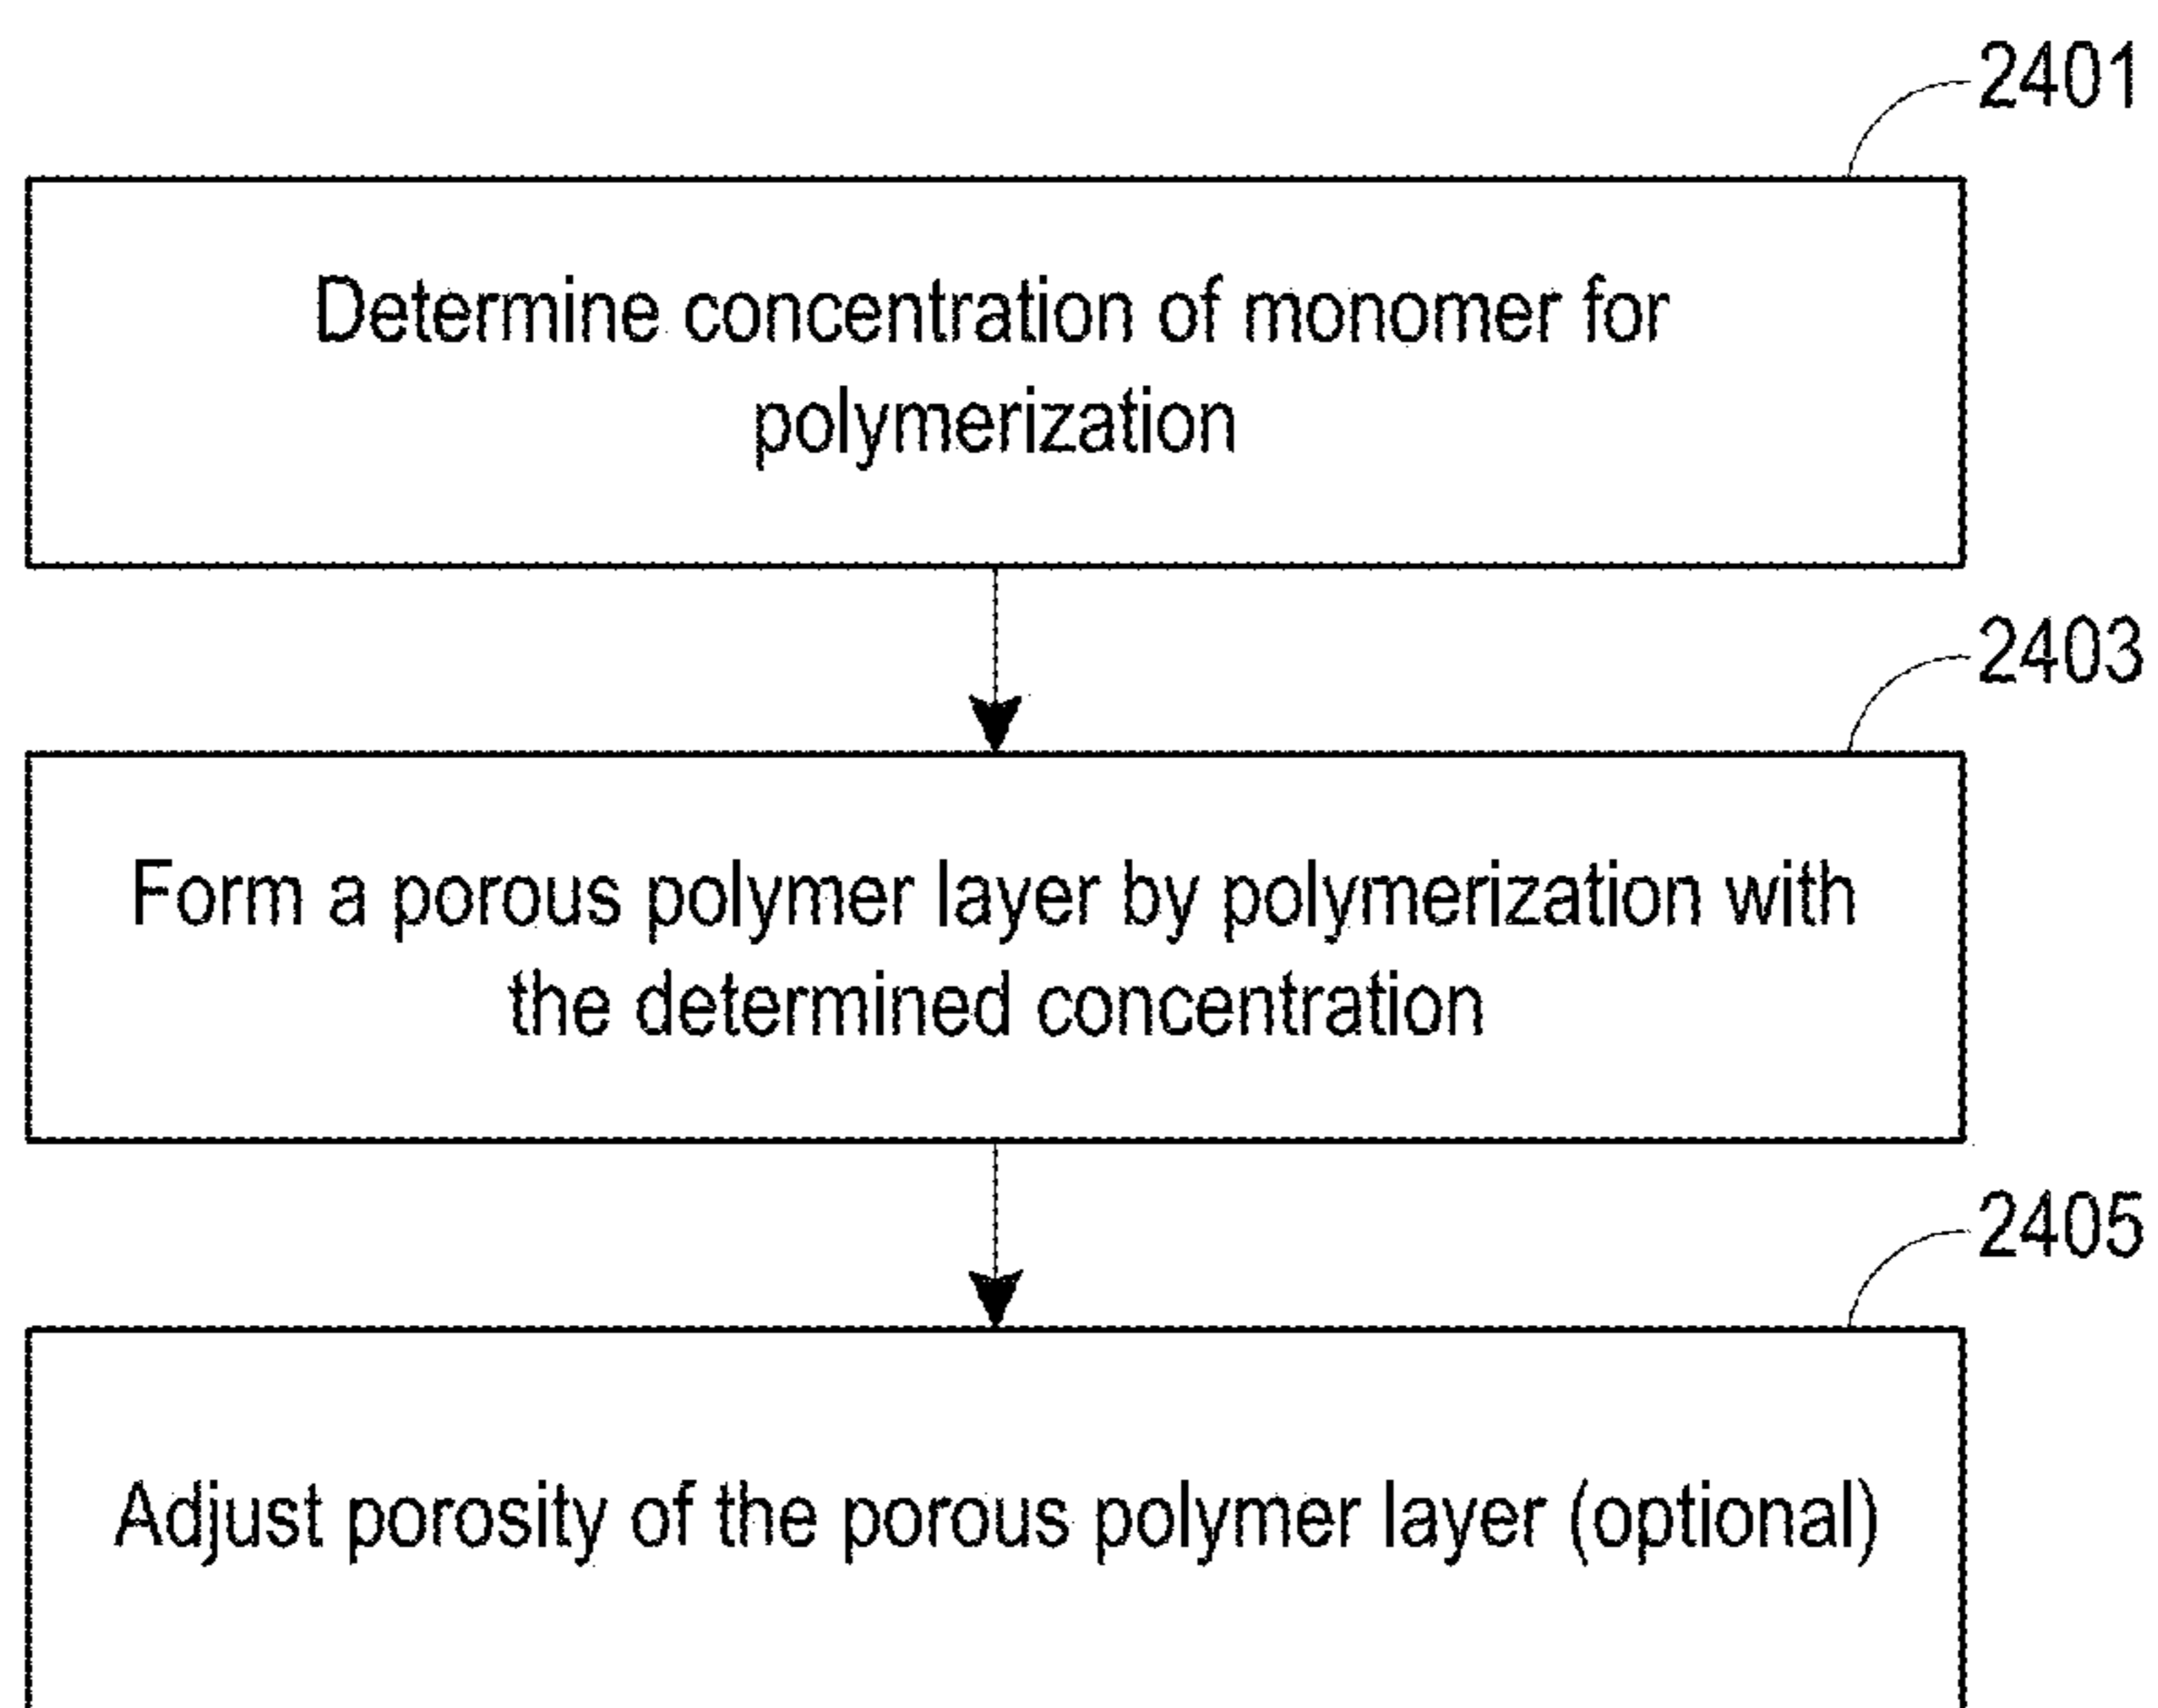 2401
Determine concentration of monomer for
polymerization
2403
Form a porous polymer layer by polymerization with
the determined concentration
2405
Adjust porosity of the porous polymer layer (optional)